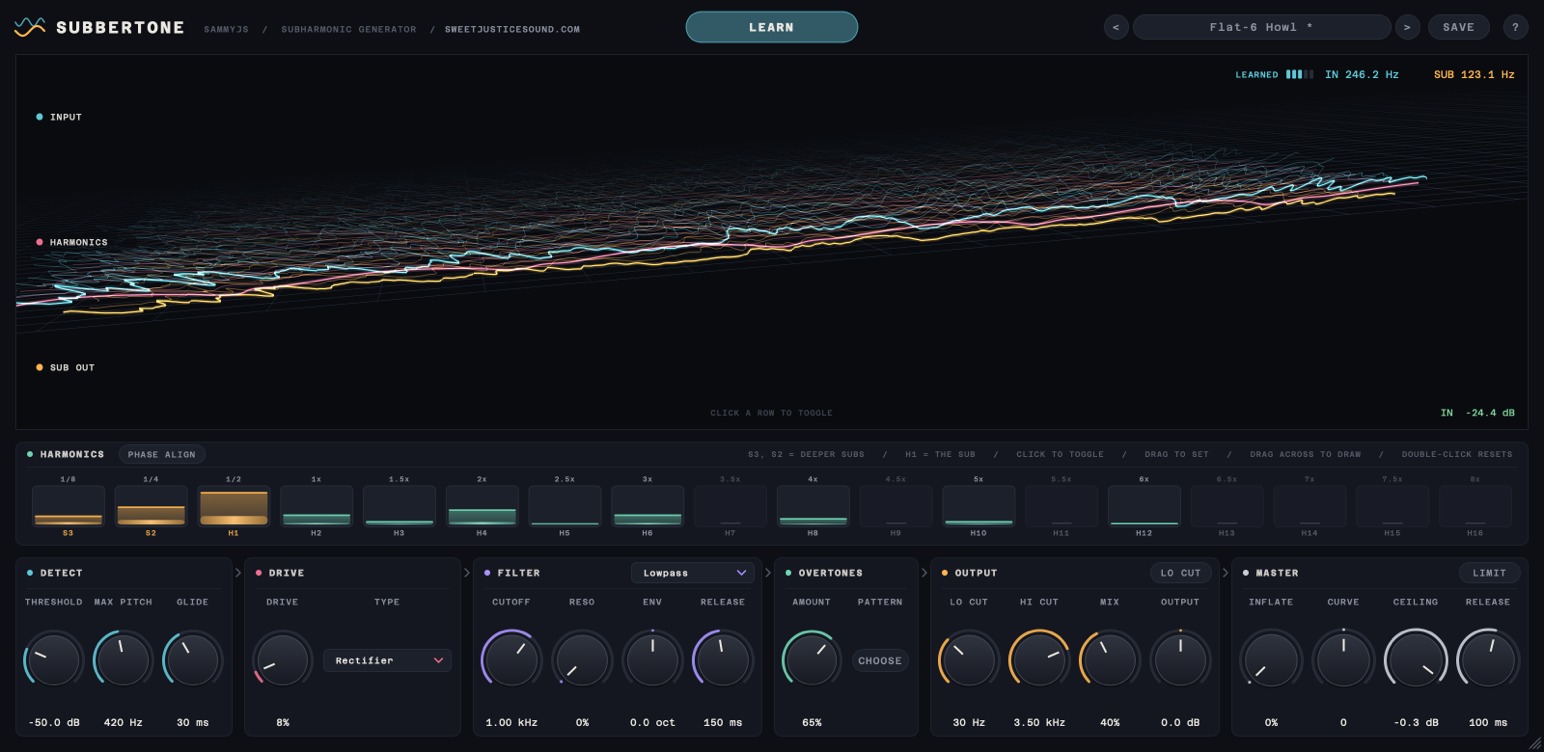 SUBBERTONE SAMMYJS / SUBHARMONIC GENERATOR / SWEETJUSTICESOUND.COM LEARN < Flat-6 Howl * > SAVE ?
LEARNED IN 246.2 Hz SUB 123.1 Hz
INPUT
HARMONICS
SUB OUT
CLICK A ROW TO TOGGLE IN -24.4 dB
HARMONICS PHASE ALIGN S3, S2 = DEEPER SUBS / H1 = THE SUB / CLICK TO TOGGLE / DRAG TO SET / DRAG ACROSS TO DRAW / DOUBLE-CLICK RESETS
1/8 1/4 1/2 1x 1.5x 2x 2.5x 3x 3.5x 4x 4.5x 5x 5.5x 6x 6.5x 7x 7.5x 8x
S3 S2 H1 H2 H3 H4 H5 H6 H7 H8 H9 H10 H11 H12 H13 H14 H15 H16
DETECT > DRIVE > FILTER Lowpass > OVERTONES > OUTPUT LO CUT > MASTER LIMIT
THRESHOLD MAX PITCH GLIDE DRIVE TYPE CUTOFF RESO ENV RELEASE AMOUNT PATTERN LO CUT HI CUT MIX OUTPUT INFLATE CURVE CEILING RELEASE
Rectifier CHOOSE
-50.0 dB 420 Hz 30 ms 8% 1.00 kHz 0% 0.0 oct 150 ms 65% 30 Hz 3.50 kHz 40% 0.0 dB 0% 0 -0.3 dB 100 ms